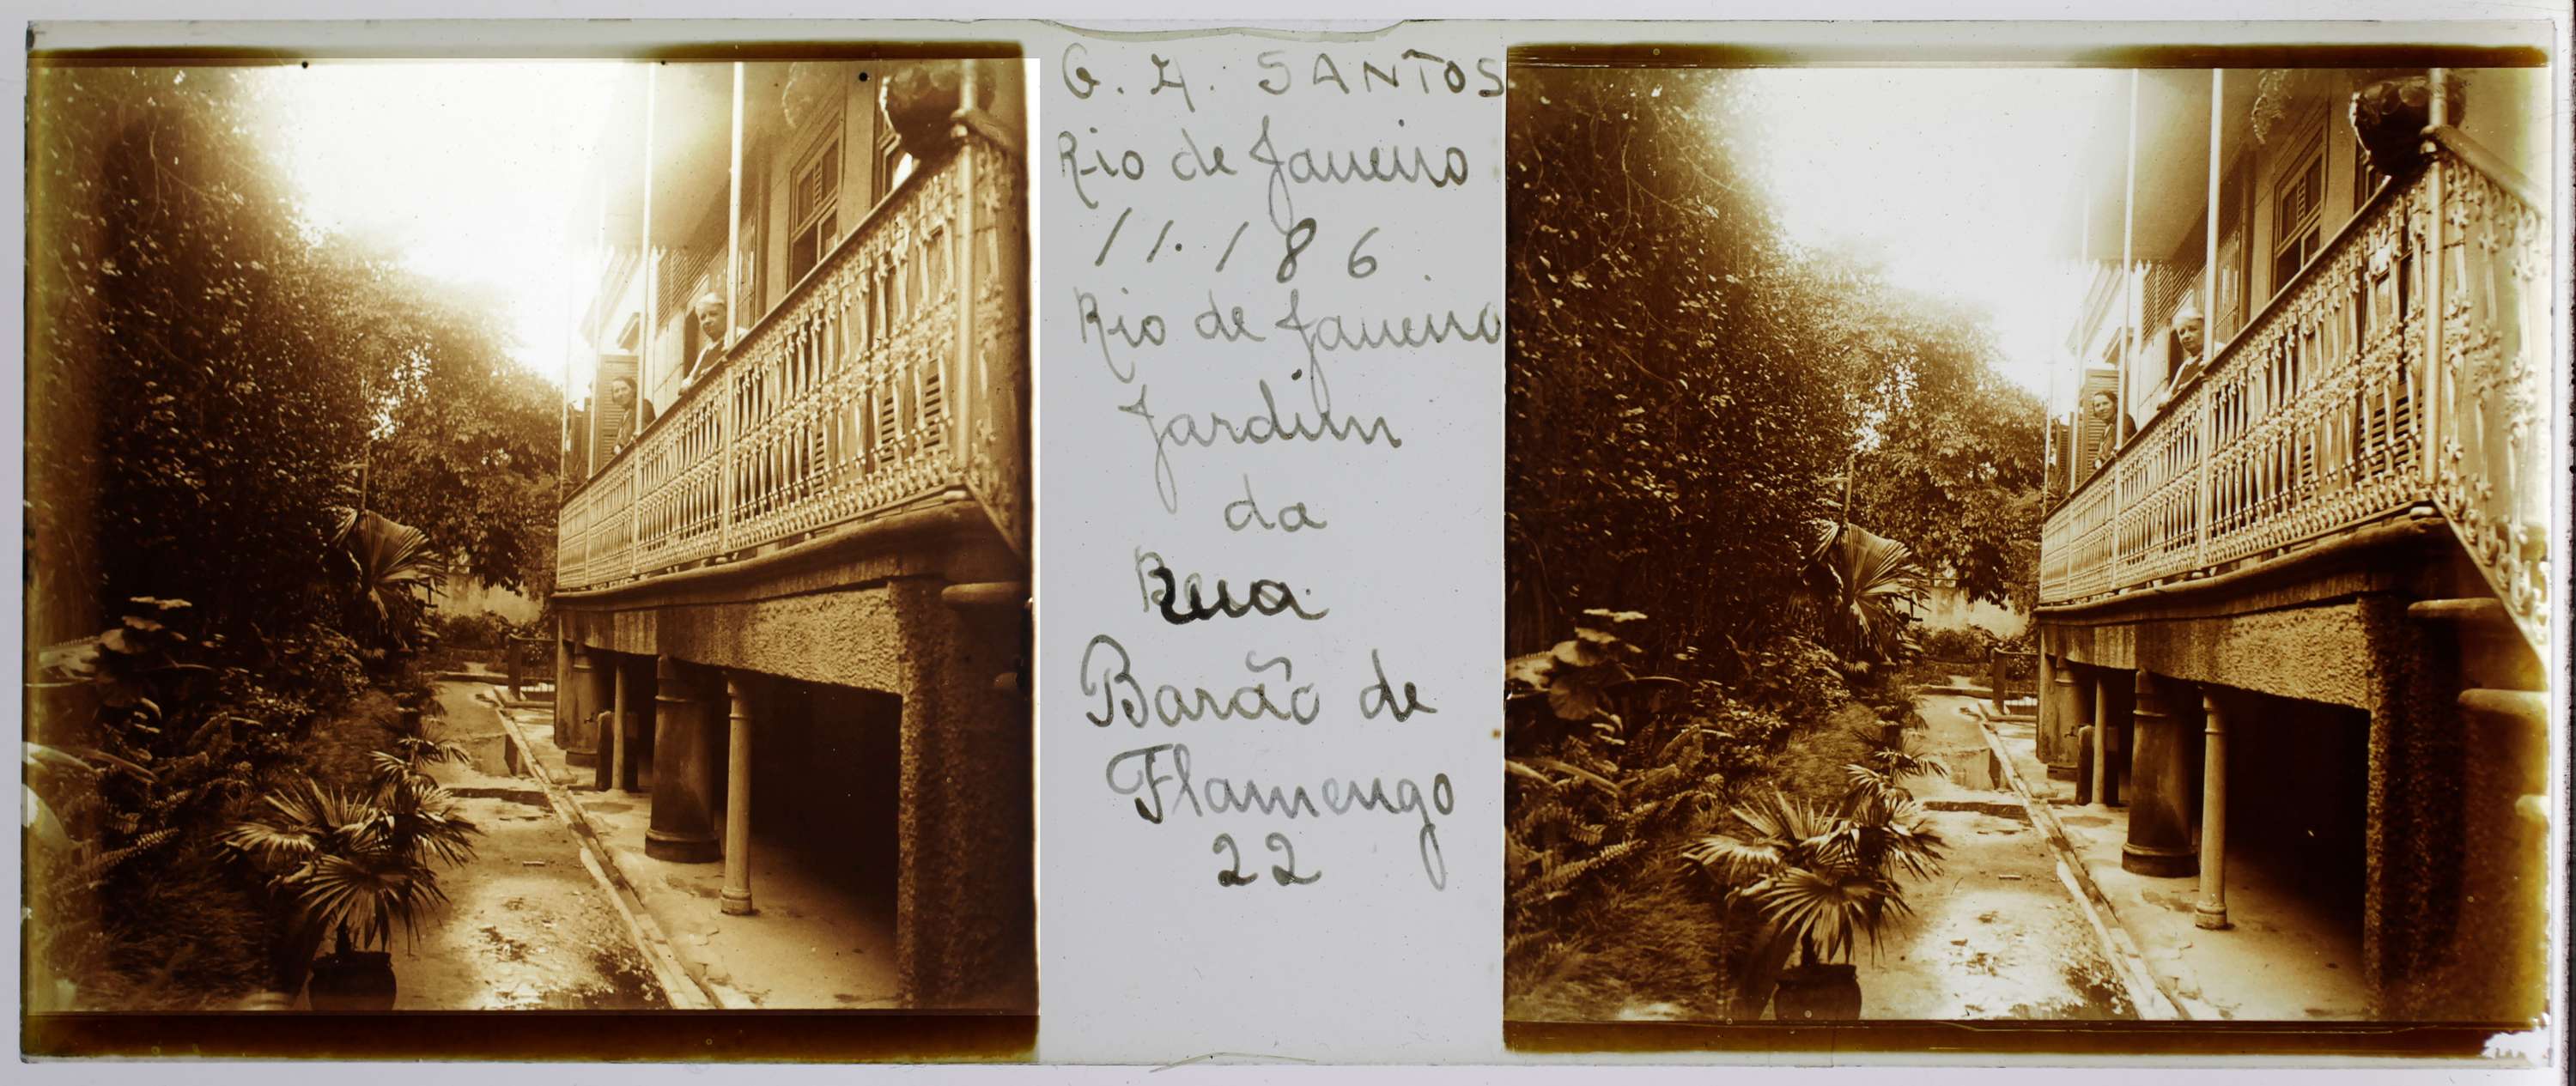 G. A. SANTOS
Rio de Janeiro
11.186
Rio de Janeiro
Jardim
da
Rua
Barão de
Flamengo
22